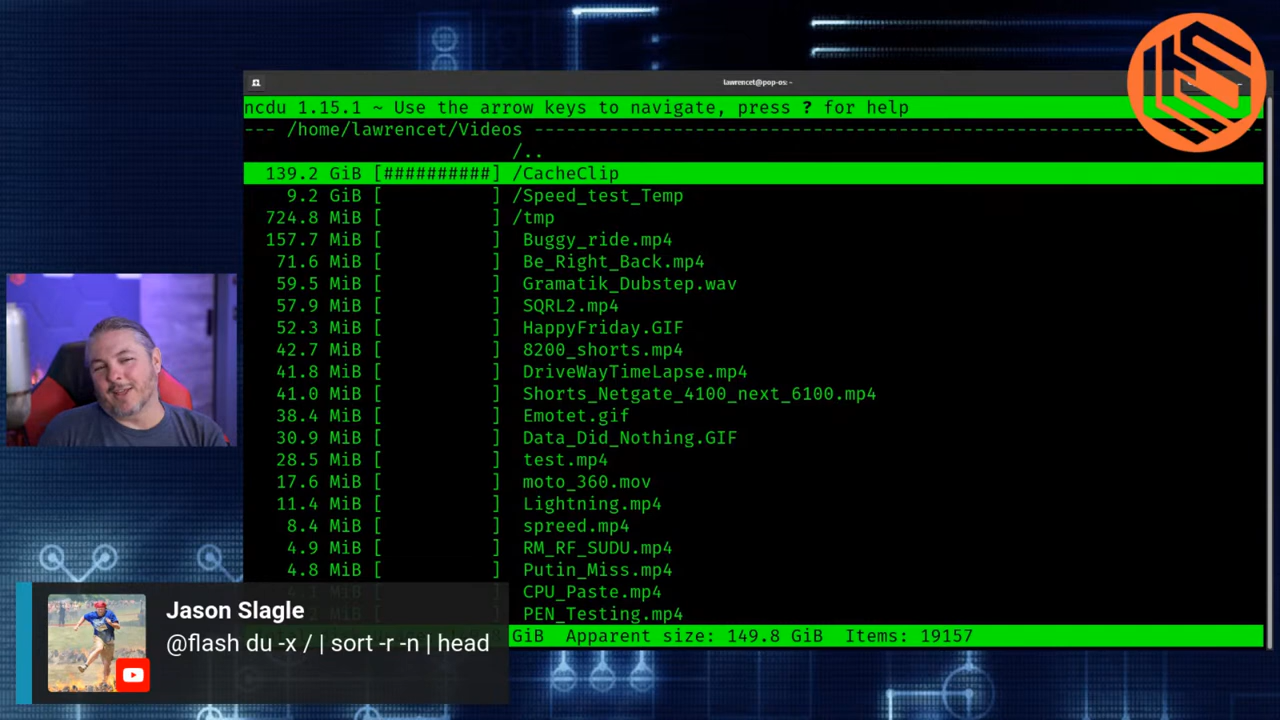 lawrencet@pop-os: ~
ncdu 1.15.1 ~ Use the arrow keys to navigate, press ? for help
--- /home/lawrencet/Videos ---------------------------------------------------------------------
/..
139.2 GiB [##########] /CacheClip
9.2 GiB [          ] /Speed_test_Temp
724.8 MiB [          ] /tmp
157.7 MiB [          ] Buggy_ride.mp4
71.6 MiB [          ] Be_Right_Back.mp4
59.5 MiB [          ] Gramatik_Dubstep.wav
57.9 MiB [          ] SQRL2.mp4
52.3 MiB [          ] HappyFriday.GIF
42.7 MiB [          ] 8200_shorts.mp4
41.8 MiB [          ] DriveWayTimeLapse.mp4
41.0 MiB [          ] Shorts_Netgate_4100_next_6100.mp4
38.4 MiB [          ] Emotet.gif
30.9 MiB [          ] Data_Did_Nothing.GIF
28.5 MiB [          ] test.mp4
17.6 MiB [          ] moto_360.mov
11.4 MiB [          ] Lightning.mp4
8.4 MiB [          ] spreed.mp4
4.9 MiB [          ] RM_RF_SUDU.mp4
4.8 MiB [          ] Putin_Miss.mp4
CPU_Paste.mp4
PEN_Testing.mp4
GiB Apparent size: 149.8 GiB Items: 19157
Jason Slagle
@flash du -x / | sort -r -n | head